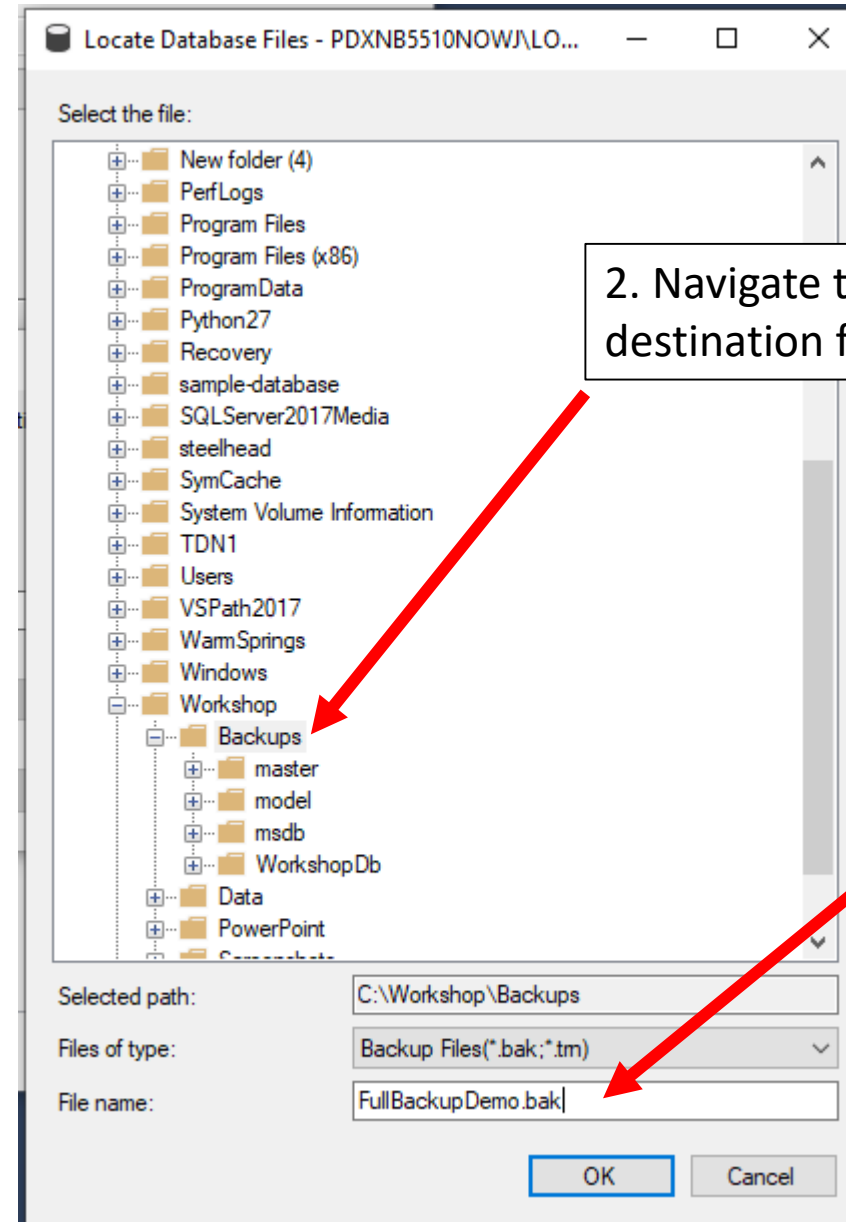 Locate Database Files - PDXNB5510NOWJ\LO...
Select the file:
New folder (4)
PerfLogs
Program Files
Program Files (x86)
ProgramData
2. Navigate t
destination f
Python27
Recovery
sample-database
SQLServer2017Media
steelhead
SymCache
System Volume Information
TDN1
Users
VSPath2017
WarmSprings
Windows
Workshop
Backups
master
model
msdb
WorkshopDb
Data
PowerPoint
Selected path: C:\Workshop\Backups
Files of type: Backup Files(*.bak;*.trn)
File name: FullBackupDemo.bak
OK Cancel